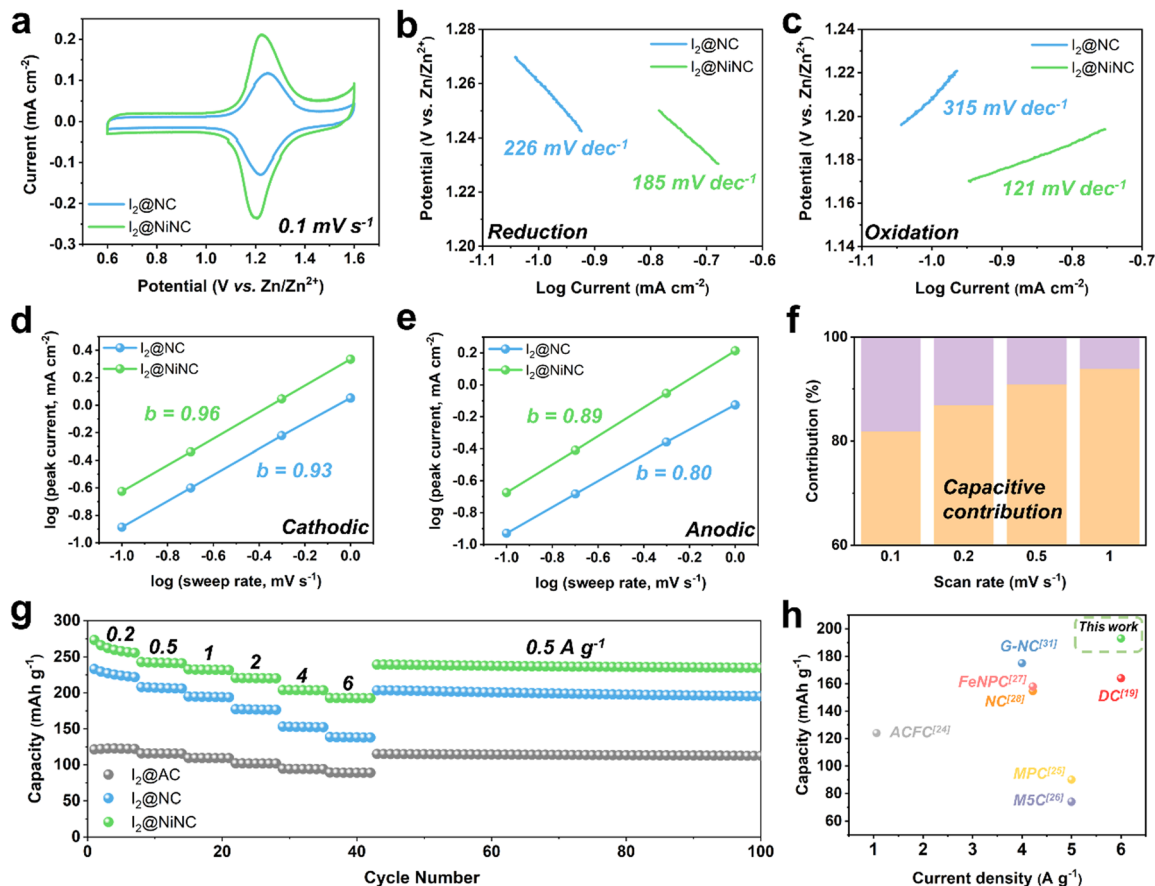 a
Current (mA cm⁻²)
0.2
0.1
0.0
-0.1
-0.2
-0.3
I₂@NC
I₂@NiNC
0.1 mV s⁻¹
0.6 0.8 1.0 1.2 1.4 1.6
Potential (V vs. Zn/Zn²⁺)
b
Potential (V vs. Zn/Zn²⁺)
1.28
1.26
1.24
1.22
1.20
I₂@NC
I₂@NiNC
226 mV dec⁻¹
185 mV dec⁻¹
Reduction
-1.1 -1.0 -0.9 -0.8 -0.7 -0.6
Log Current (mA cm⁻²)
c
Potential (V vs. Zn/Zn²⁺)
1.26
1.24
1.22
1.20
1.18
1.16
1.14
I₂@NC
I₂@NiNC
315 mV dec⁻¹
121 mV dec⁻¹
Oxidation
-1.1 -1.0 -0.9 -0.8 -0.7
Log Current (mA cm⁻²)
d
log (peak current, mA cm⁻²)
0.4
0.2
0.0
-0.2
-0.4
-0.6
-0.8
-1.0
I₂@NC
I₂@NiNC
b = 0.96
b = 0.93
Cathodic
-1.0 -0.8 -0.6 -0.4 -0.2 0.0
log (sweep rate, mV s⁻¹)
e
log (peak current, mA cm⁻²)
0.2
0.0
-0.2
-0.4
-0.6
-0.8
-1.0
I₂@NC
I₂@NiNC
b = 0.89
b = 0.80
Anodic
-1.0 -0.8 -0.6 -0.4 -0.2 0.0
log (sweep rate, mV s⁻¹)
f
Contribution (%)
100
80
60
Capacitive
contribution
0.1 0.2 0.5 1
Scan rate (mV s⁻¹)
g
Capacity (mAh g⁻¹)
300
250
200
150
100
50
0
0.2 0.5 1 2 4 6 0.5 A g⁻¹
I₂@AC
I₂@NC
I₂@NiNC
0 20 40 60 80 100
Cycle Number
h
Capacity (mAh g⁻¹)
200
180
160
140
120
100
80
60
This work
G-NC[31]
FeNPC[27]
NC[28]
DC[19]
ACFC[24]
MPC[25]
M5C[26]
1 2 3 4 5 6
Current density (A g⁻¹)